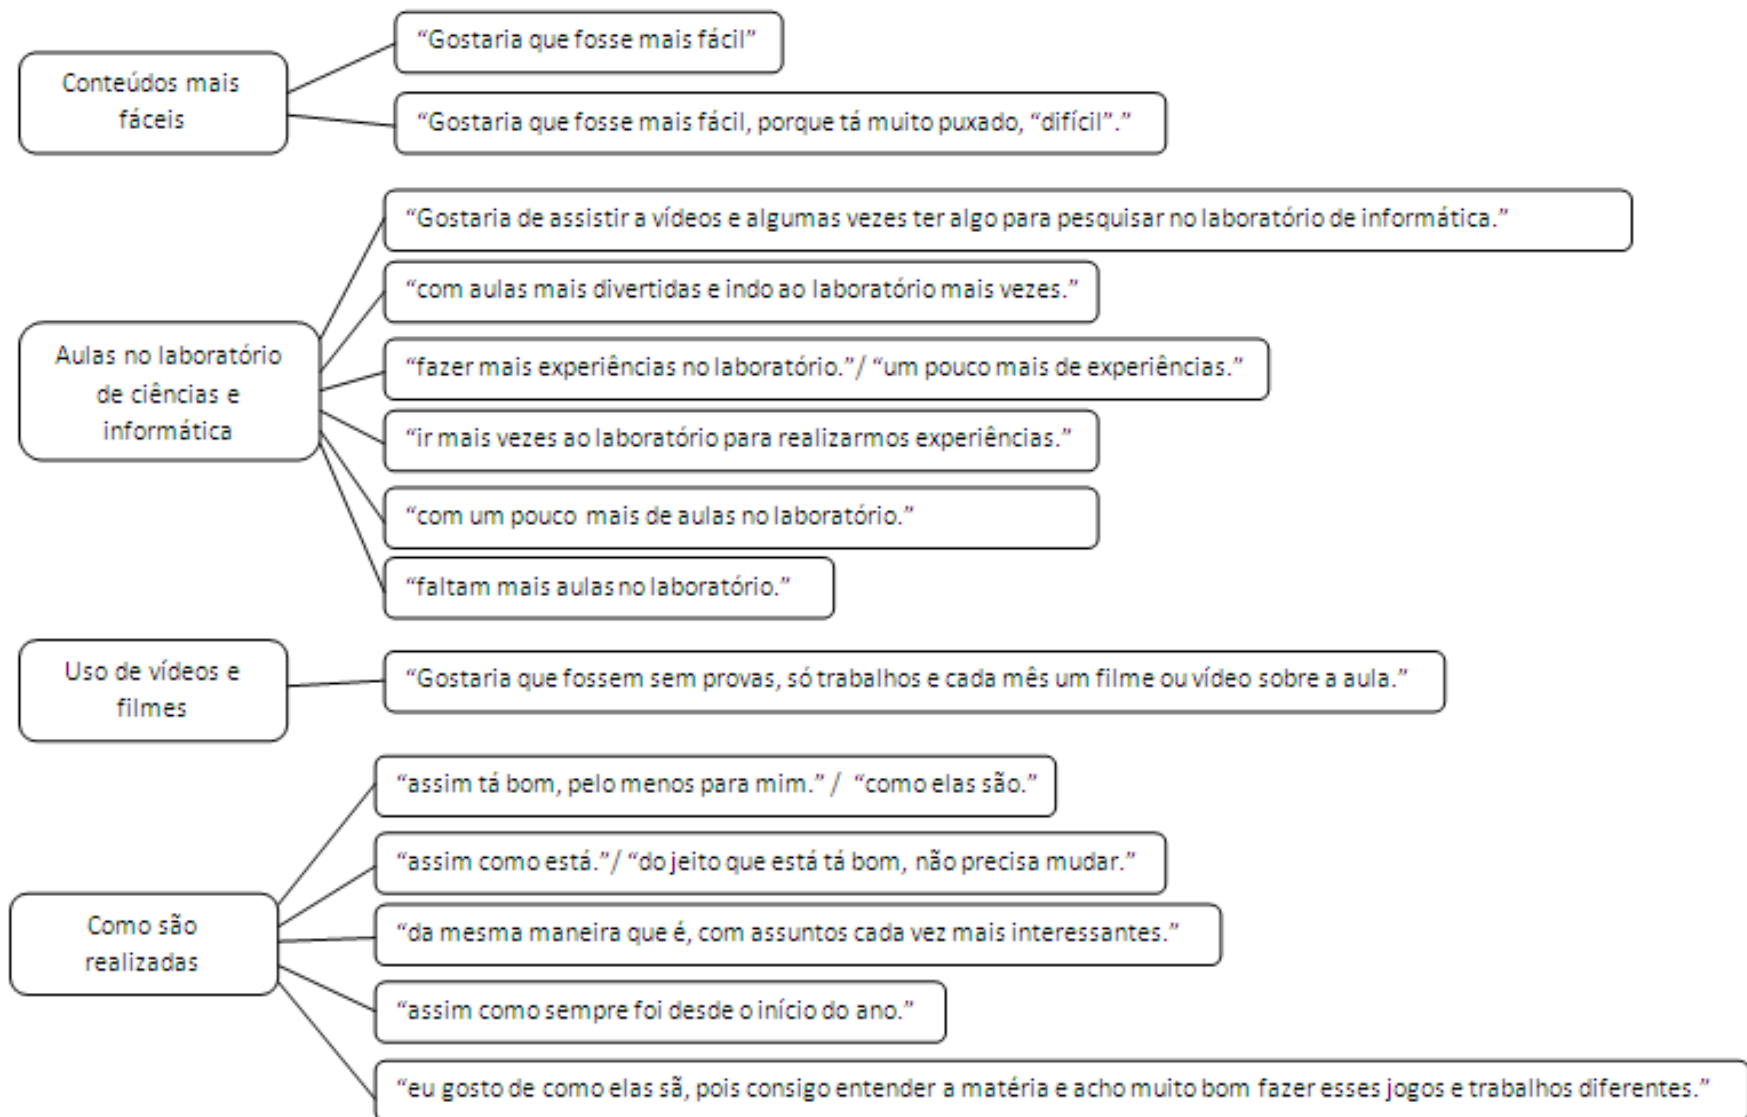 Conteúdos mais
fáceis
“Gostaria que fosse mais fácil”
“Gostaria que fosse mais fácil, porque tá muito puxado, “difícil”.”
Aulas no laboratório
de ciências e
informática
“Gostaria de assistir a vídeos e algumas vezes ter algo para pesquisar no laboratório de informática.”
“com aulas mais divertidas e indo ao laboratório mais vezes.”
“fazer mais experiências no laboratório.”/ “um pouco mais de experiências.”
“ir mais vezes ao laboratório para realizarmos experiências.”
“com um pouco mais de aulas no laboratório.”
“faltam mais aulas no laboratório.”
Uso de vídeos e
filmes
“Gostaria que fossem sem provas, só trabalhos e cada mês um filme ou vídeo sobre a aula.”
Como são
realizadas
“assim tá bom, pelo menos para mim.” / “como elas são.”
“assim como está.”/ “do jeito que está tá bom, não precisa mudar.”
“da mesma maneira que é, com assuntos cada vez mais interessantes.”
“assim como sempre foi desde o início do ano.”
“eu gosto de como elas sã, pois consigo entender a matéria e acho muito bom fazer esses jogos e trabalhos diferentes.”